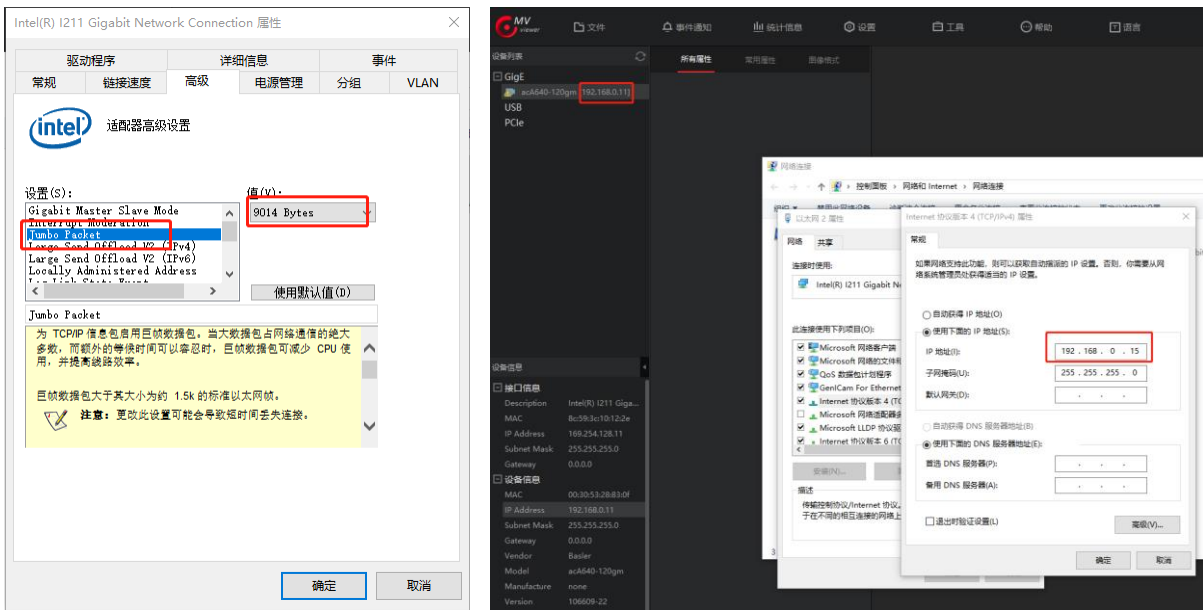 Intel(R) I211 Gigabit Network Connection 属性
驱动程序 详细信息 事件
常规 链接速度 高级 电源管理 分组 VLAN
intel
适配器高级设置
设置(S):
值(V):
Gigabit Master Slave Mode
Interrupt Moderation
Jumbo Packet
Large Send Offload V2 (IPv4)
Large Send Offload V2 (IPv6)
Locally Administered Address
Log Link State Event
9014 Bytes
使用默认值(D)
Jumbo Packet
为 TCP/IP 信息包启用巨帧数据包。当大数据包占网络通信的绝大
多数，而额外的等候时间可以容忍时，巨帧数据包可减少 CPU 使
用，并提高线路效率。
巨帧数据包大于其大小为约 1.5k 的标准以太网帧。
注意: 更改此设置可能会导致短时间丢失连接。
确定 取消
MV
viewer
文件 事件通知 统计信息 设置 工具 帮助 语言
设备列表
所有属性 常用属性 图像格式
GigE
acA640-120gm [192.168.0.11]
USB
PCIe
设备信息
接口信息
Description Intel(R) I211 Giga...
MAC 8c:59:3c:10:12:2e
IP Address 169.254.128.11
Subnet Mask 255.255.255.0
Gateway 0.0.0.0
设备信息
MAC 00:30:53:28:83:0f
IP Address 192.168.0.11
Subnet Mask 255.255.255.0
Gateway 0.0.0.0
Vendor Basler
Model acA640-120gm
Manufacture none
Version 106609-22
网络连接
控制面板 › 网络和 Internet › 网络连接
以太网 2 属性
网络 共享
连接时使用:
Intel(R) I211 Gigabit Ne
此连接使用下列项目(O):
Microsoft 网络客户端
Microsoft 网络的文件和
QoS 数据包计划程序
GenICam For Ethernet
Internet 协议版本 4 (TC
Microsoft 网络适配器多
Microsoft LLDP 协议驱
Internet 协议版本 6 (TC
安装(N)...
描述
传输控制协议/Internet 协议。
于在不同的相互连接的网络上
Internet 协议版本 4 (TCP/IPv4) 属性
常规
如果网络支持此功能，则可以获取自动指派的 IP 设置。否则，你需要从网
络系统管理员处获得适当的 IP 设置。
自动获得 IP 地址(O)
使用下面的 IP 地址(S):
IP 地址(I): 192 . 168 . 0 . 15
子网掩码(U): 255 . 255 . 255 . 0
默认网关(D):
自动获得 DNS 服务器地址(B)
使用下面的 DNS 服务器地址(E):
首选 DNS 服务器(P):
备用 DNS 服务器(A):
退出时验证设置(L)
高级(V)...
确定 取消